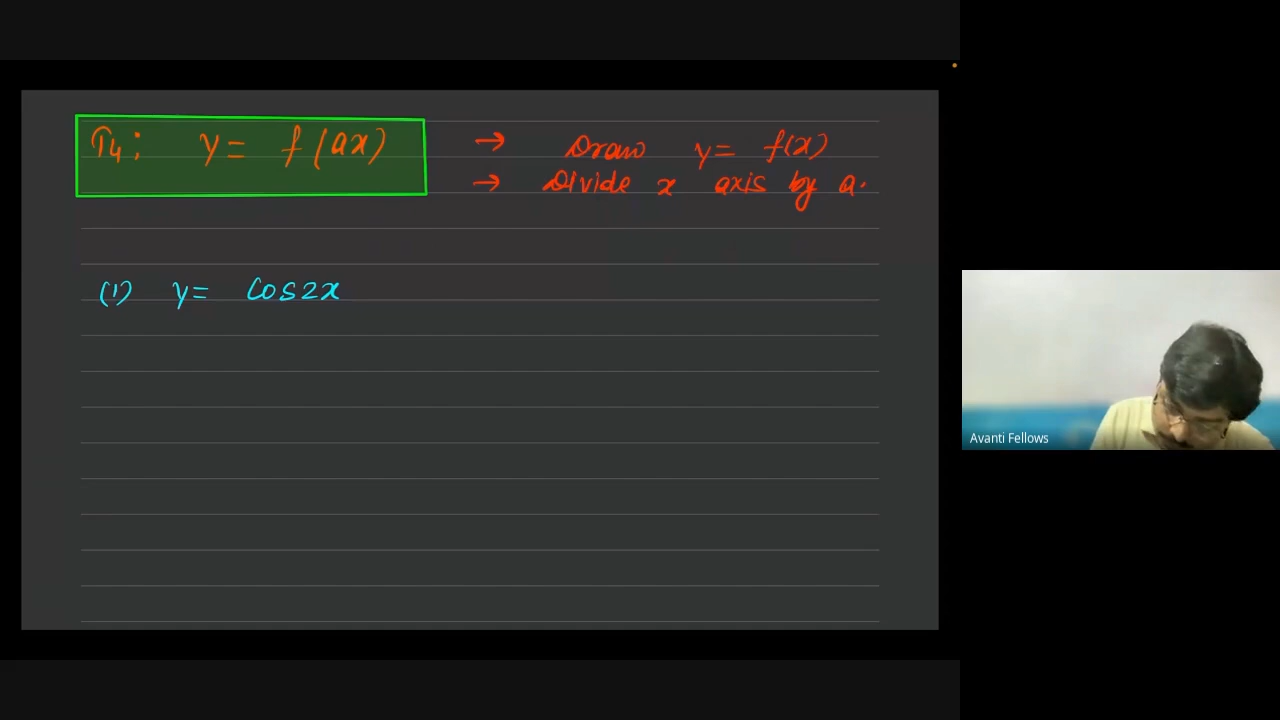 T4: y = f(ax) → Draw y = f(x)
→ Divide x axis by a.
(1) y = Cos2x
Avanti Fellows